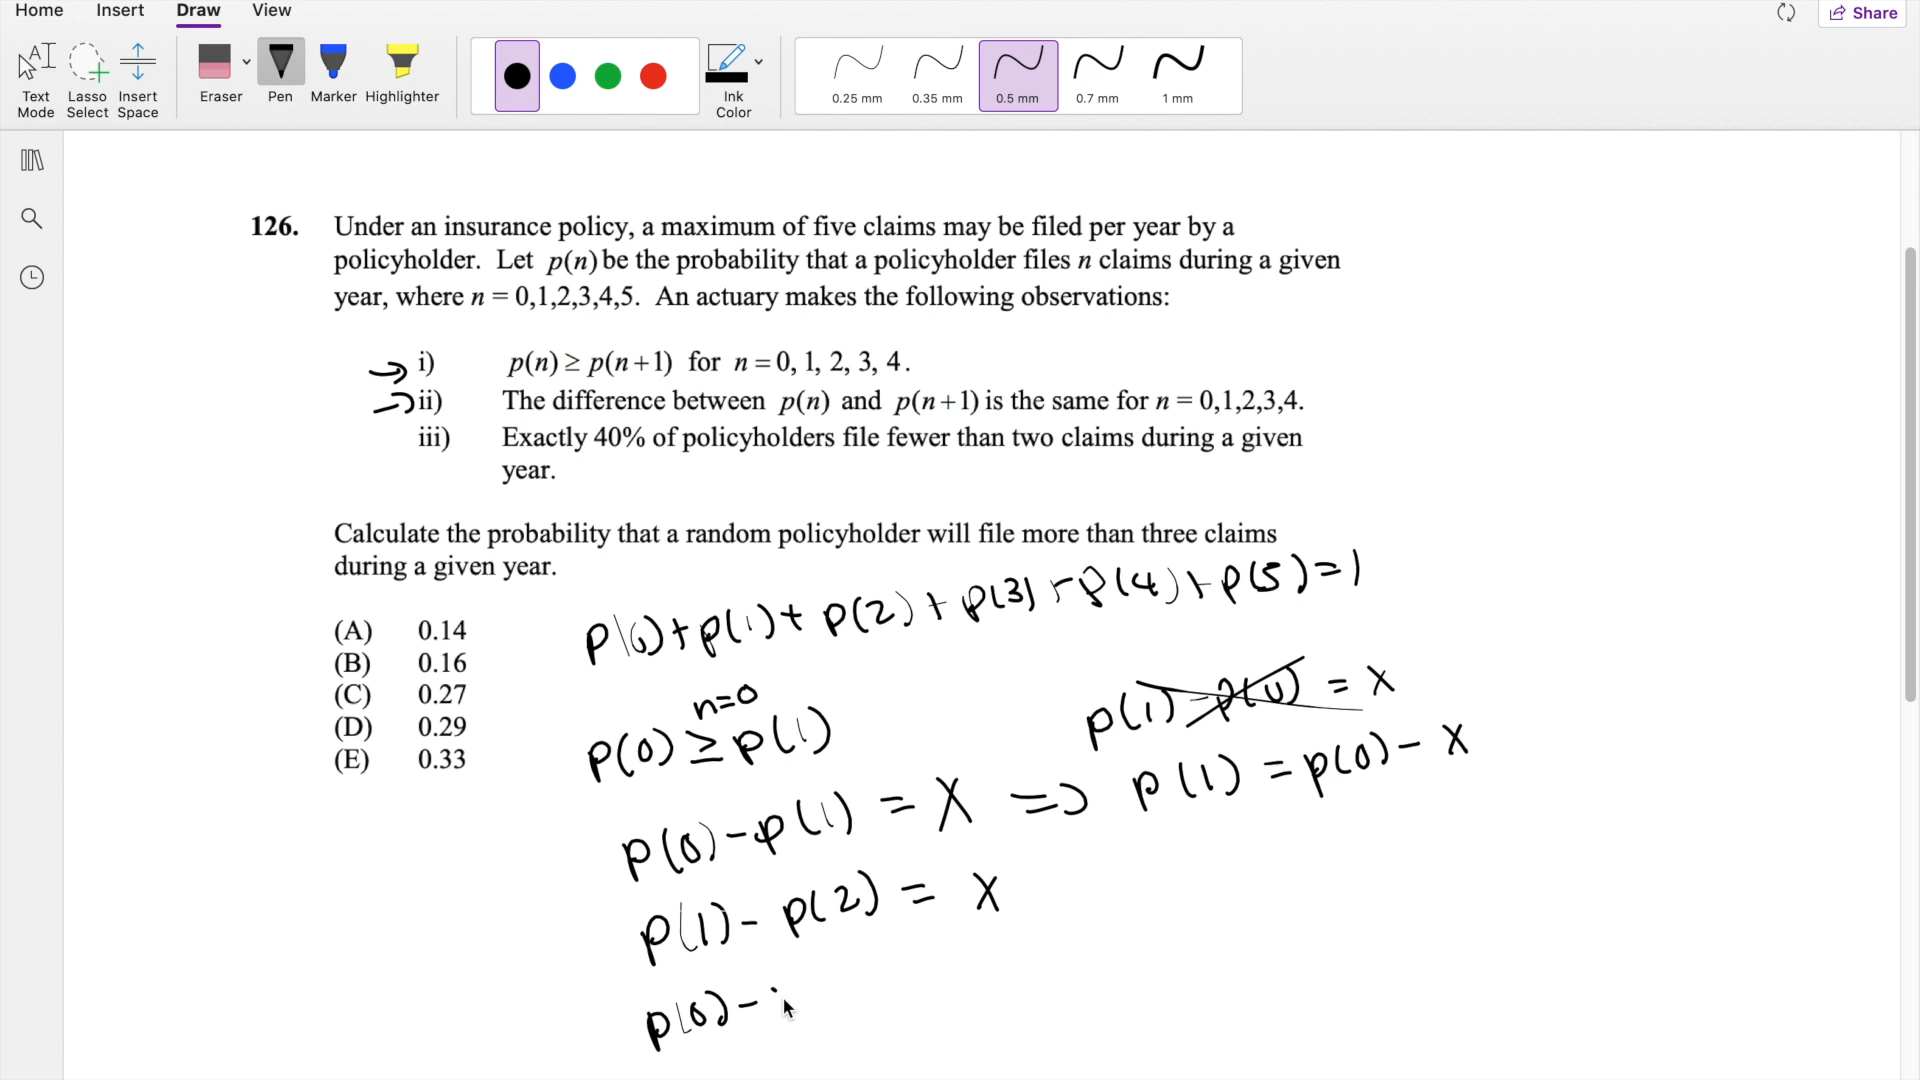 Home Insert Draw View Share
Text Mode Lasso Select Insert Space Eraser Pen Marker Highlighter Ink Color 0.25 mm 0.35 mm 0.5 mm 0.7 mm 1 mm
126. Under an insurance policy, a maximum of five claims may be filed per year by a
policyholder. Let p(n) be the probability that a policyholder files n claims during a given
year, where n = 0,1,2,3,4,5. An actuary makes the following observations:
i) p(n) ≥ p(n+1) for n = 0, 1, 2, 3, 4.
ii) The difference between p(n) and p(n+1) is the same for n = 0,1,2,3,4.
iii) Exactly 40% of policyholders file fewer than two claims during a given
year.
Calculate the probability that a random policyholder will file more than three claims
during a given year.
p(0)+p(1)+p(2)+p(3)+p(4)+p(5)=1
(A) 0.14
(B) 0.16
(C) 0.27
(D) 0.29
(E) 0.33
n=0
p(0) ≥ p(1)
p(1) - p(0) = x
p(0) - p(1) = x => p(1) = p(0) - x
p(1) - p(2) = x
p(0) -